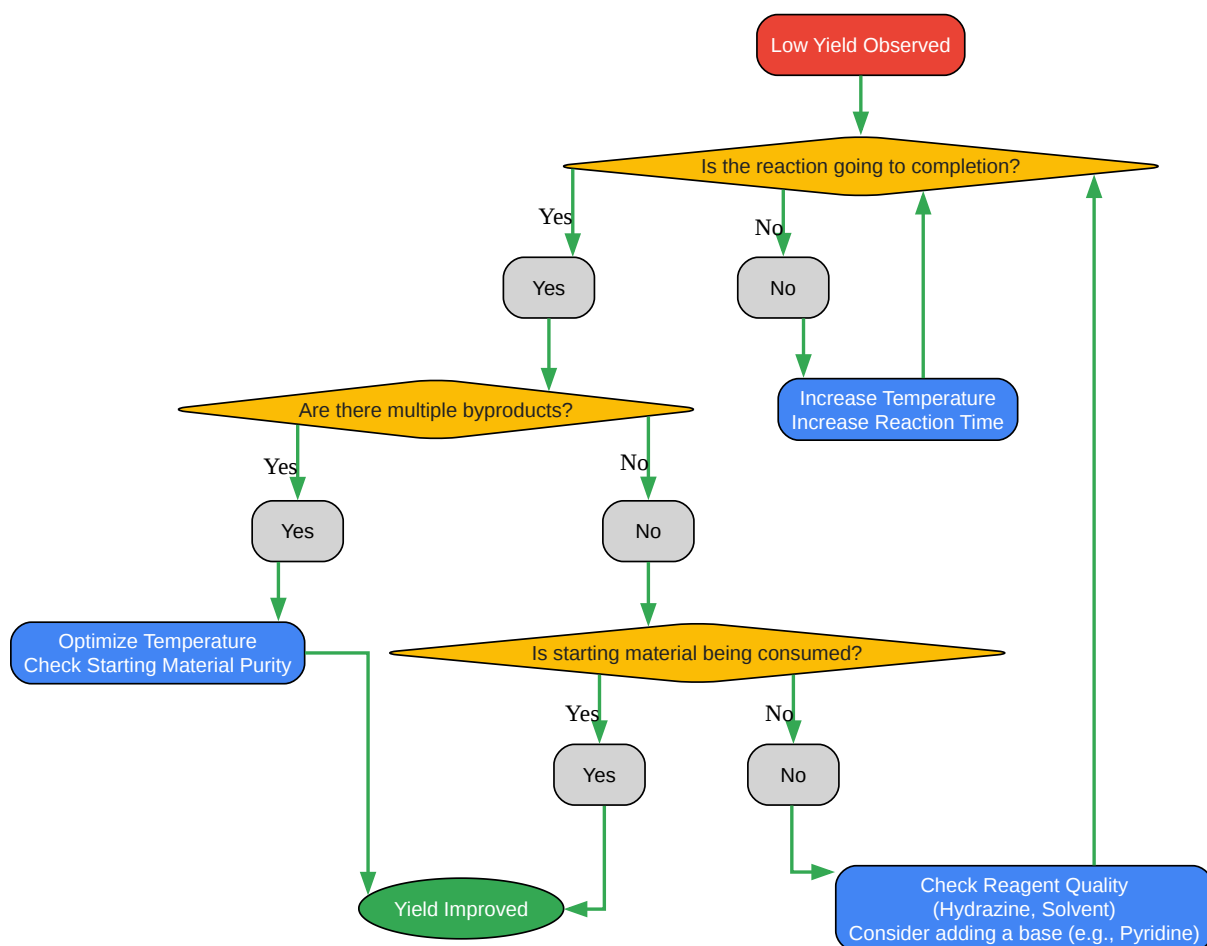 Low Yield Observed
Is the reaction going to completion?
Yes
No
Yes
No
Increase Temperature
Increase Reaction Time
Are there multiple byproducts?
Yes
No
Yes
No
Optimize Temperature
Check Starting Material Purity
Is starting material being consumed?
Yes
No
Yes
No
Yield Improved
Check Reagent Quality
(Hydrazine, Solvent)
Consider adding a base (e.g., Pyridine)